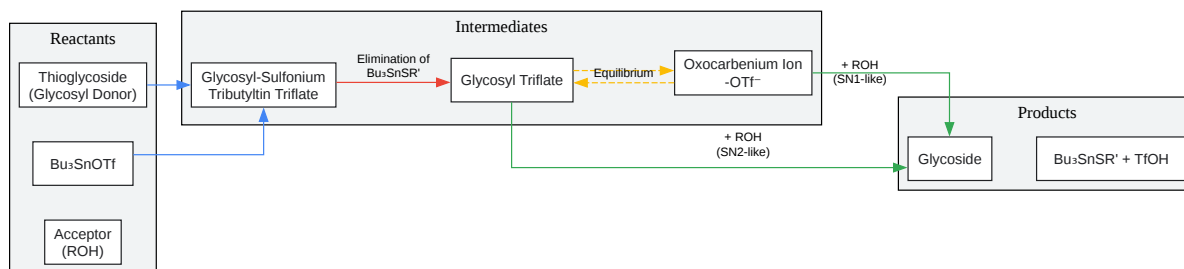 Reactants
Thioglycoside
(Glycosyl Donor)
Bu₃SnOTf
Acceptor
(ROH)
Intermediates
Glycosyl-Sulfonium
Tributyltin Triflate
Elimination of
Bu₃SnSR'
Glycosyl Triflate
Equilibrium
Oxocarbenium Ion
-OTf⁻
+ ROH
(SN1-like)
+ ROH
(SN2-like)
Products
Glycoside
Bu₃SnSR' + TfOH